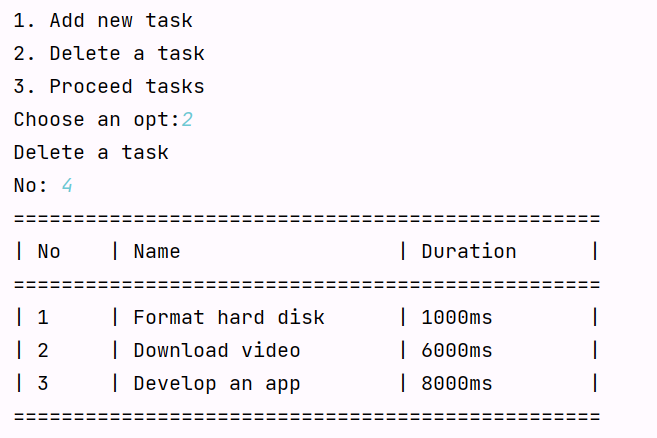 1. Add new task
2. Delete a task
3. Proceed tasks
Choose an opt:2
Delete a task
No: 4
=================================================
| No    | Name                  | Duration      |
=================================================
| 1     | Format hard disk      | 1000ms        |
| 2     | Download video        | 6000ms        |
| 3     | Develop an app        | 8000ms        |
=================================================